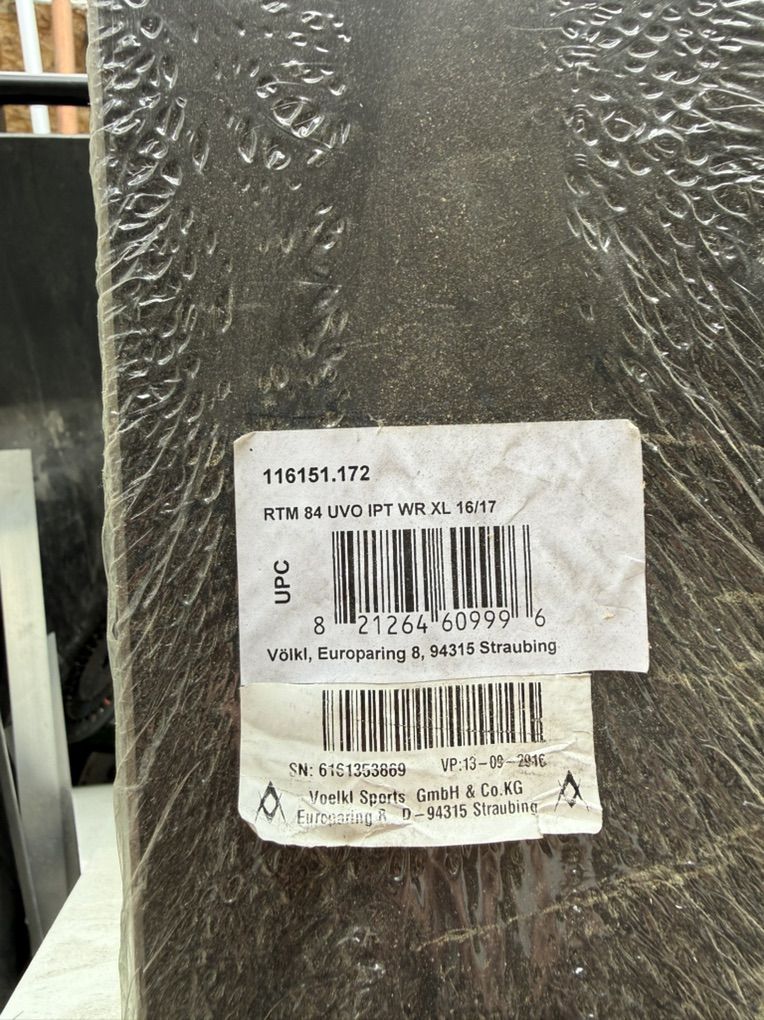 116151.172
RTM 84 UVO IPT WR XL 16/17
UPC
8 21264 60999 6
Völkl, Europaring 8, 94315 Straubing
SN: 6161353869 VP:13-09-2016
Voelkl Sports GmbH & Co.KG
Europaring 8 D-94315 Straubing